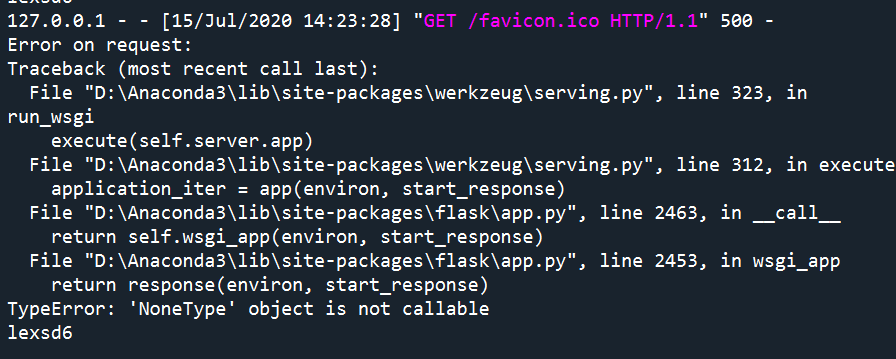 lexsd6
127.0.0.1 - - [15/Jul/2020 14:23:28] "GET /favicon.ico HTTP/1.1" 500 -
Error on request:
Traceback (most recent call last):
  File "D:\Anaconda3\lib\site-packages\werkzeug\serving.py", line 323, in
run_wsgi
    execute(self.server.app)
  File "D:\Anaconda3\lib\site-packages\werkzeug\serving.py", line 312, in execute
    application_iter = app(environ, start_response)
  File "D:\Anaconda3\lib\site-packages\flask\app.py", line 2463, in __call__
    return self.wsgi_app(environ, start_response)
  File "D:\Anaconda3\lib\site-packages\flask\app.py", line 2453, in wsgi_app
    return response(environ, start_response)
TypeError: 'NoneType' object is not callable
lexsd6